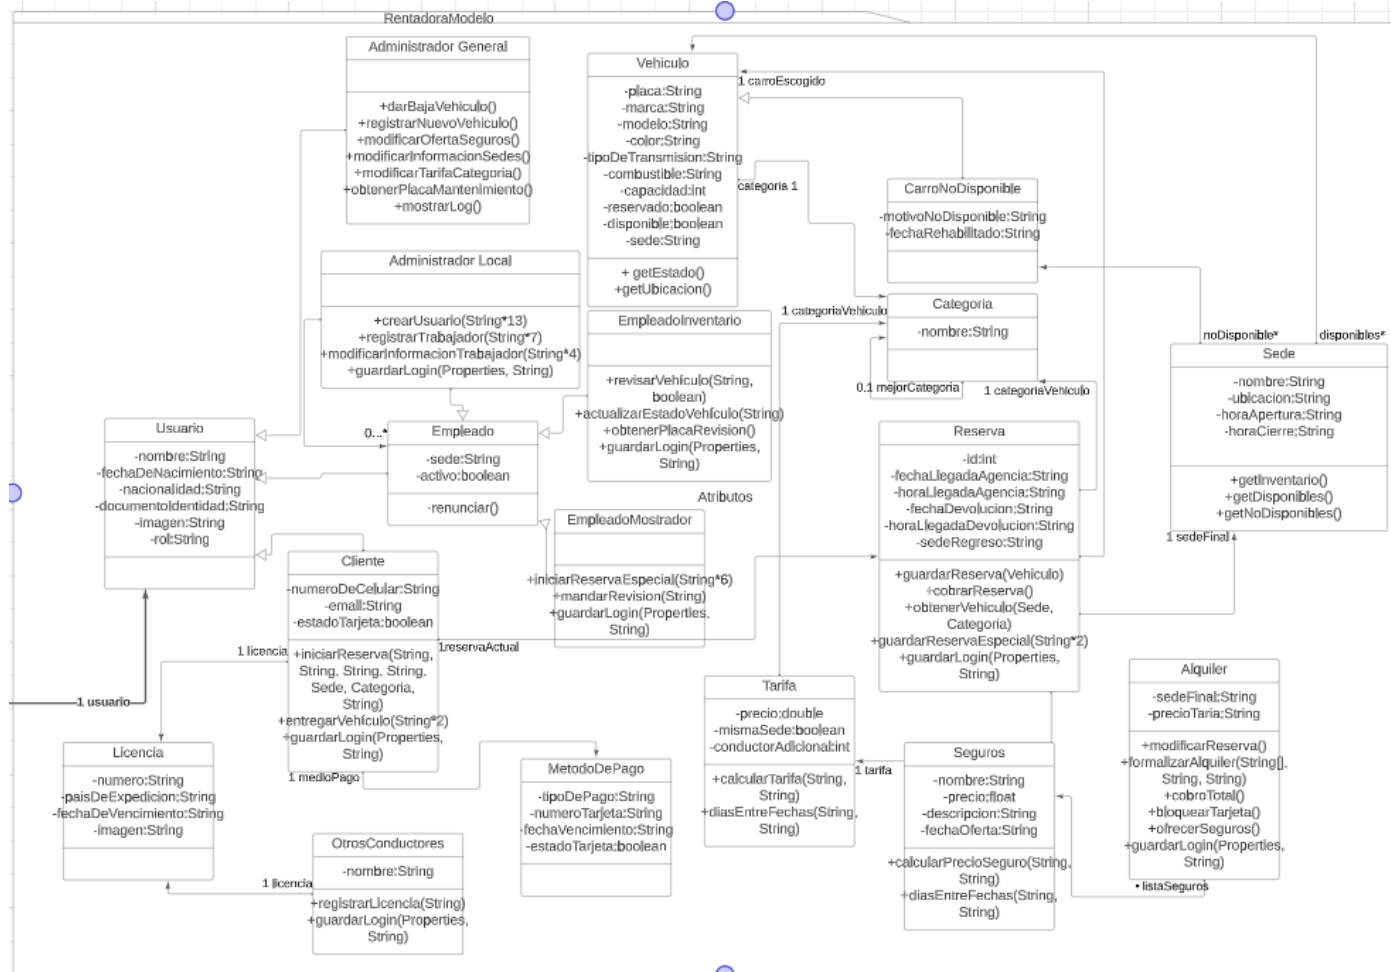 RentadoraModelo
Administrador General
+darBajaVehiculo()
+registrarNuevoVehiculo()
+modificarOfertaSeguros()
+modificarInformacionSedes()
+modificarTarifaCategoria()
+obtenerPlacaMantenimiento()
+mostrarLog()
Vehiculo
-placa:String
-marca:String
-modelo:String
-color:String
-tipoDeTransmision:String
-combustible:String
-capacidad:int
-reservado:boolean
-disponible:boolean
-sede:String
+ getEstado()
+getUbicacion()
1 carroEscogido
categoria 1
CarroNoDisponible
-motivoNoDisponible:String
-fechaRehabilitado:String
Administrador Local
+crearUsuario(String*13)
+registrarTrabajador(String*7)
+modificarInformacionTrabajador(String*4)
+guardarLogin(Properties, String)
EmpleadoInventario
+revisarVehículo(String,
boolean)
+actualizarEstadoVehículo(String)
+obtenerPlacaRevision()
+guardarLogin(Properties,
String)
1 categoriaVehiculo
Categoria
-nombre:String
0.1 mejorCategoria
1 categoriaVehiculo
noDisponible*
disponibles*
Sede
-nombre:String
-ubicacion:String
-horaApertura:String
-horaCierre:String
+getInventario()
+getDisponibles()
+getNoDisponibles()
1 sedeFinal
Usuario
-nombre:String
-fechaDeNacimiento:String
-nacionalidad:String
-documentoIdentidad:String
-imagen:String
-rol:String
0...*
Empleado
-sede:String
-activo:boolean
-renunciar()
Atributos
Reserva
-id:int
-fechaLlegadaAgencia:String
-horaLlegadaAgencia:String
-fechaDevolucion:String
-horaLlegadaDevolucion:String
-sedeRegreso:String
+guardarReserva(Vehiculo)
+cobrarReserva()
+obtenerVehiculo(Sede,
Categoria)
+guardarReservaEspecial(String*2)
+guardarLogin(Properties,
String)
EmpleadoMostrador
+iniciarReservaEspecial(String*6)
+mandarRevision(String)
+guardarLogin(Properties,
String)
Cliente
-numeroDeCelular:String
-email:String
-estadoTarjeta:boolean
+iniciarReserva(String,
String, String, String,
Sede, Categoria,
String)
+entregarVehículo(String*2)
+guardarLogin(Properties,
String)
1reservaActual
1 licencia
1 usuario
1 medioPago
Licencia
-numero:String
-paisDeExpedicion:String
-fechaDeVencimiento:String
-imagen:String
MetodoDePago
-tipoDePago:String
-numeroTarjeta:String
-fechaVencimiento:String
-estadoTarjeta:boolean
Tarifa
-precio:double
-mismaSede:boolean
-conductorAdicional:int
+calcularTarifa(String,
String)
+diasEntreFechas(String,
String)
1 tarifa
Seguros
-nombre:String
-precio:float
-descripcion:String
-fechaOferta:String
+calcularPrecioSeguro(String,
String)
+diasEntreFechas(String,
String)
Alquiler
-sedeFinal:String
-precioTaria:String
+modificarReserva()
+formalizarAlquiler(String[],
String, String)
+cobroTotal()
+bloquearTarjeta()
+ofrecerSeguros()
+guardarLogin(Properties,
String)
* listaSeguros
OtrosConductores
-nombre:String
+registrarLicencia(String)
+guardarLogin(Properties,
String)
1 licencia